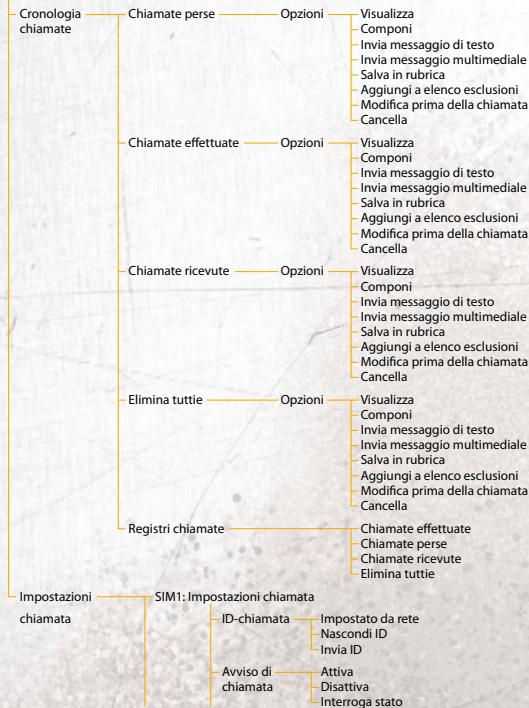 Cronologia chiamate
Chiamate perse
Opzioni
Visualizza
Componi
Invia messaggio di testo
Invia messaggio multimediale
Salva in rubrica
Aggiungi a elenco esclusioni
Modifica prima della chiamata
Cancella
Chiamate effettuate
Opzioni
Visualizza
Componi
Invia messaggio di testo
Invia messaggio multimediale
Salva in rubrica
Aggiungi a elenco esclusioni
Modifica prima della chiamata
Cancella
Chiamate ricevute
Opzioni
Visualizza
Componi
Invia messaggio di testo
Invia messaggio multimediale
Salva in rubrica
Aggiungi a elenco esclusioni
Modifica prima della chiamata
Cancella
Elimina tuttie
Opzioni
Visualizza
Componi
Invia messaggio di testo
Invia messaggio multimediale
Salva in rubrica
Aggiungi a elenco esclusioni
Modifica prima della chiamata
Cancella
Registri chiamate
Chiamate effettuate
Chiamate perse
Chiamate ricevute
Elimina tuttie
Impostazioni
chiamata
SIM1: Impostazioni chiamata
ID-chiamata
Impostato da rete
Nascondi ID
Invia ID
Avviso di
chiamata
Attiva
Disattiva
Interroga stato